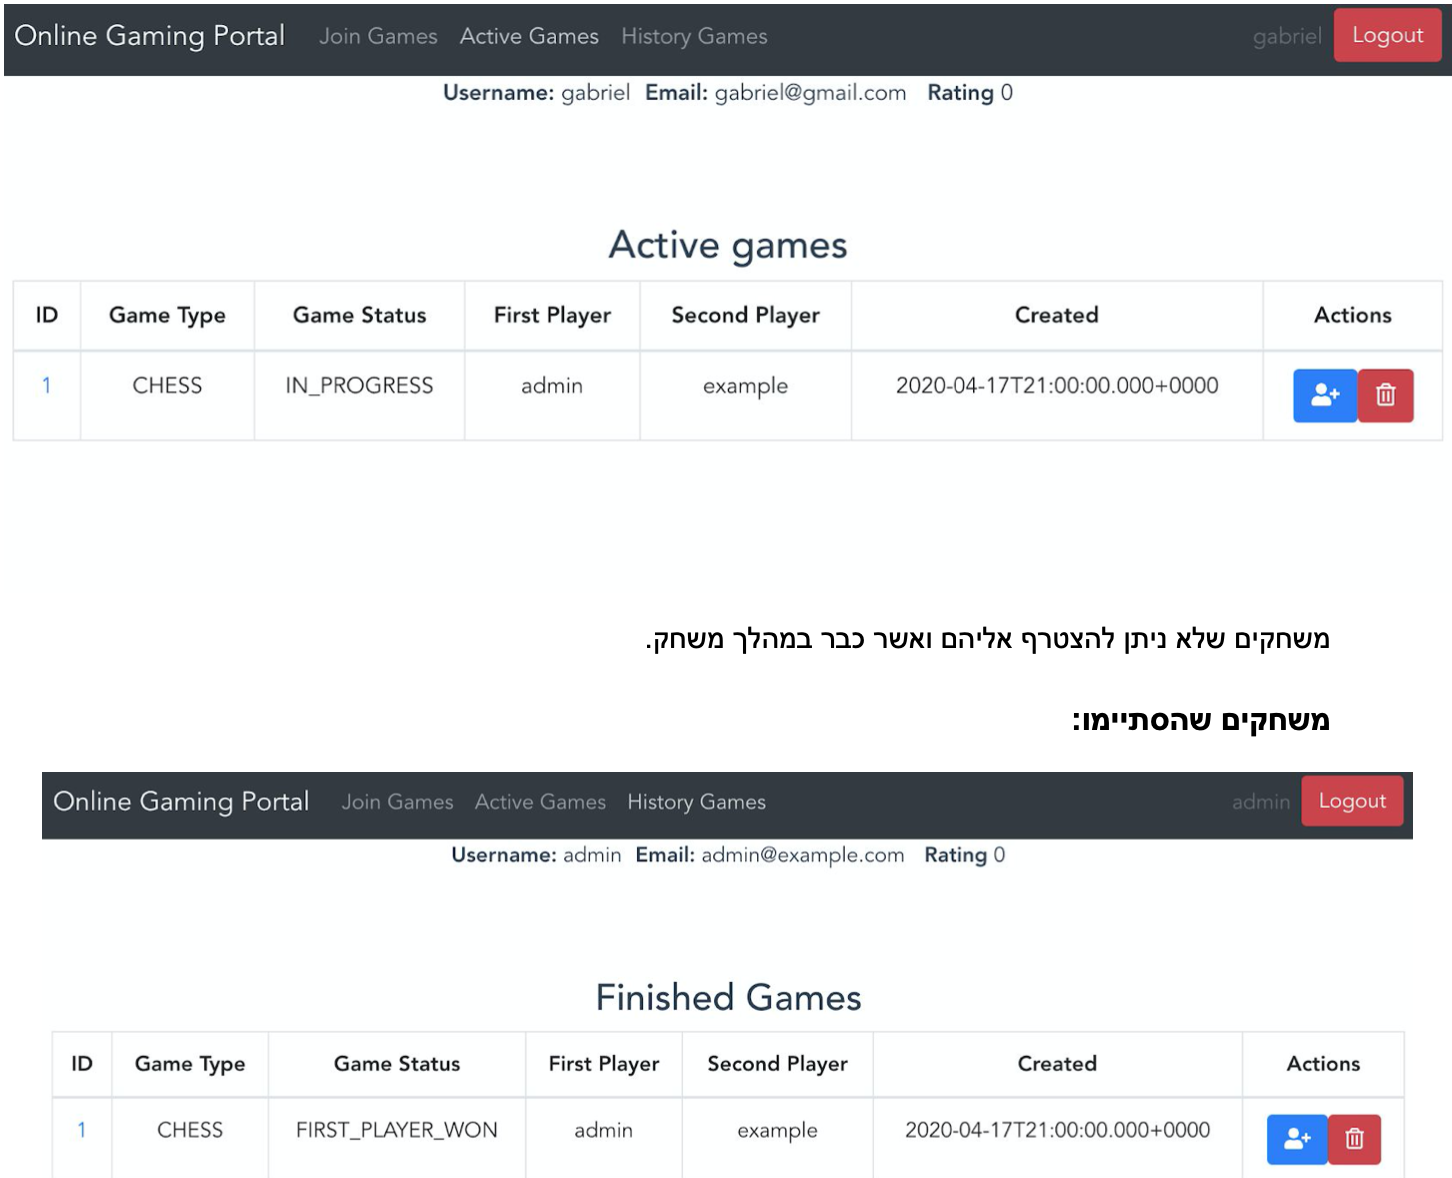 Online Gaming Portal Join Games Active Games History Games gabriel Logout
Username: gabriel Email: gabriel@gmail.com Rating 0
Active games
ID Game Type Game Status First Player Second Player Created Actions
1 CHESS IN_PROGRESS admin example 2020-04-17T21:00:00.000+0000
משחקים שלא ניתן להצטרף אליהם ואשר כבר במהלך משחק.
משחקים שהסתיימו:
Online Gaming Portal Join Games Active Games History Games admin Logout
Username: admin Email: admin@example.com Rating 0
Finished Games
ID Game Type Game Status First Player Second Player Created Actions
1 CHESS FIRST_PLAYER_WON admin example 2020-04-17T21:00:00.000+0000